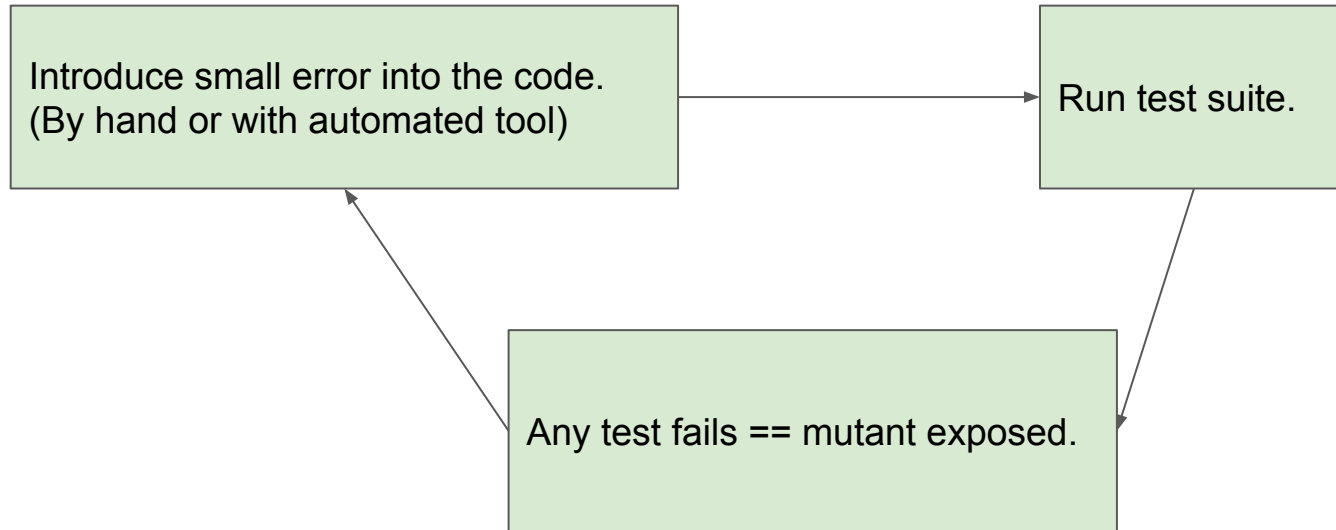 Introduce small error into the code.
(By hand or with automated tool)
Run test suite.
Any test fails == mutant exposed.